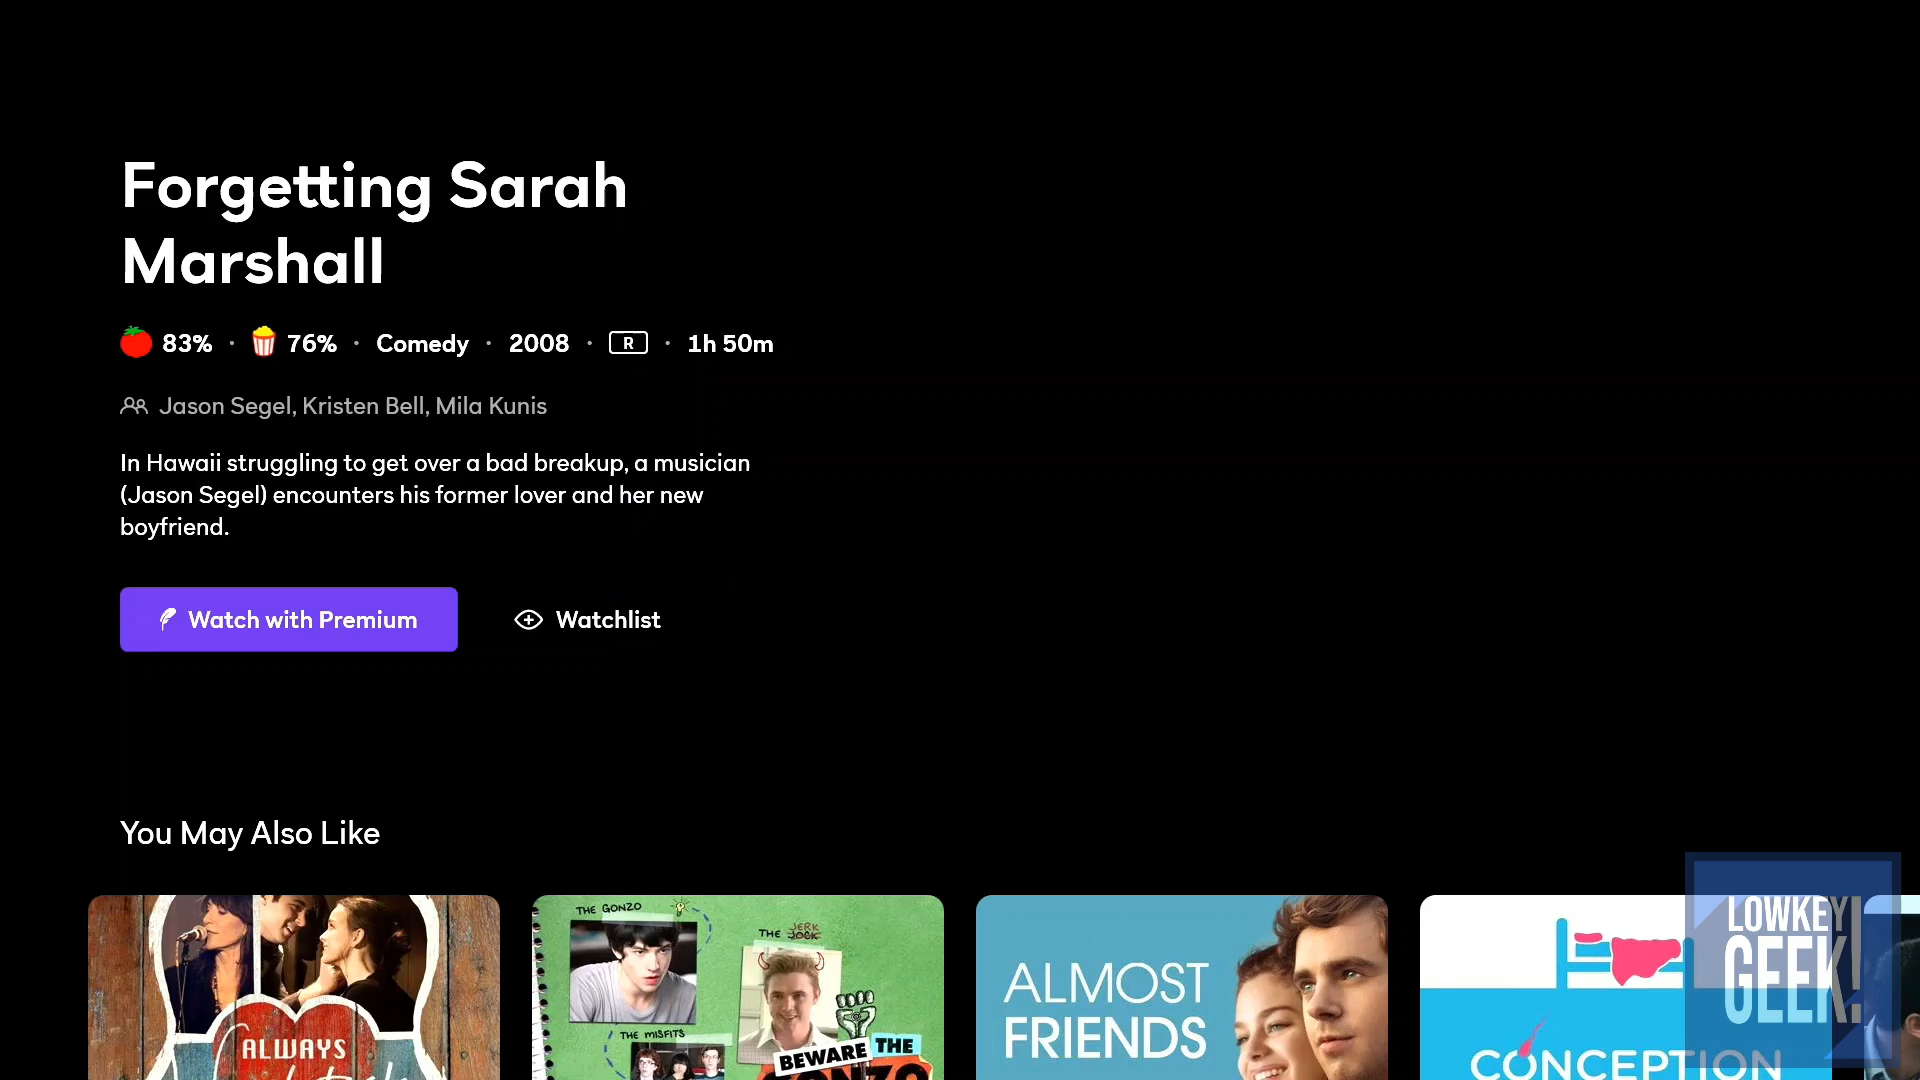 Forgetting Sarah
Marshall
83% · 76% · Comedy · 2008 · R · 1h 50m
Jason Segel, Kristen Bell, Mila Kunis
In Hawaii struggling to get over a bad breakup, a musician
(Jason Segel) encounters his former lover and her new
boyfriend.
Watch with Premium
Watchlist
You May Also Like
ALWAYS
THE GONZO
THE JERK
JOCK
THE MISFITS
BEWARE THE
GONZO
ALMOST
FRIENDS
CONCEPTION
LOWKEY
GEEK!